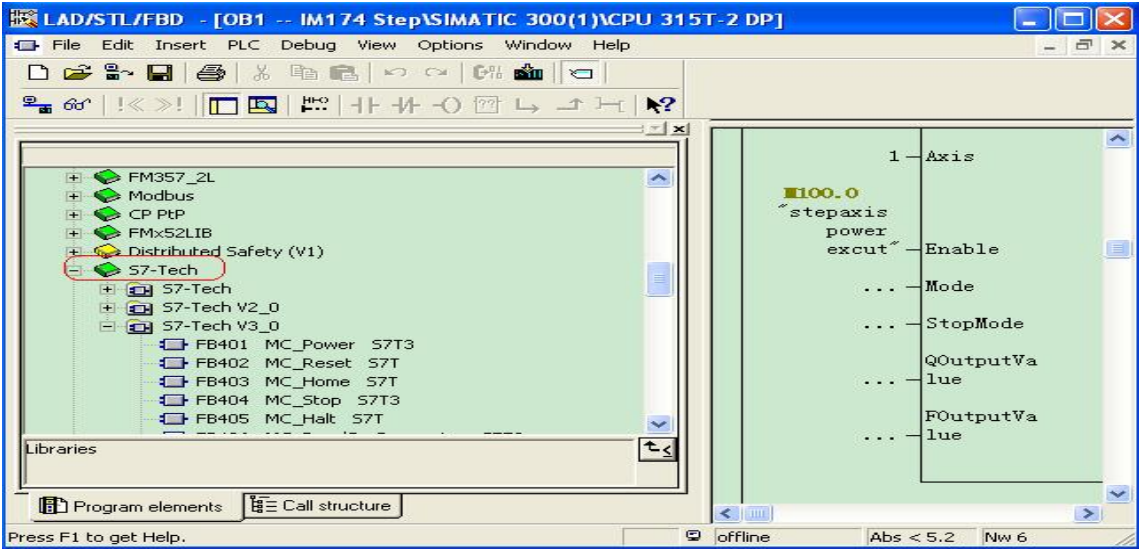 LAD/STL/FBD - [OB1 -- IM174 Step\SIMATIC 300(1)\CPU 315T-2 DP]
File Edit Insert PLC Debug View Options Window Help
FM357_2L
Modbus
CP PtP
FMx52LIB
Distributed Safety (V1)
S7-Tech
S7-Tech
S7-Tech V2_0
S7-Tech V3_0
FB401 MC_Power S7T3
FB402 MC_Reset S7T
FB403 MC_Home S7T
FB404 MC_Stop S7T3
FB405 MC_Halt S7T
Libraries
Program elements
Call structure
1
Axis
M100.0
"stepaxis
power
excut"
Enable
...
Mode
...
StopMode
QOutputVa
... lue
FOutputVa
... lue
Press F1 to get Help.
offline
Abs < 5.2
Nw 6